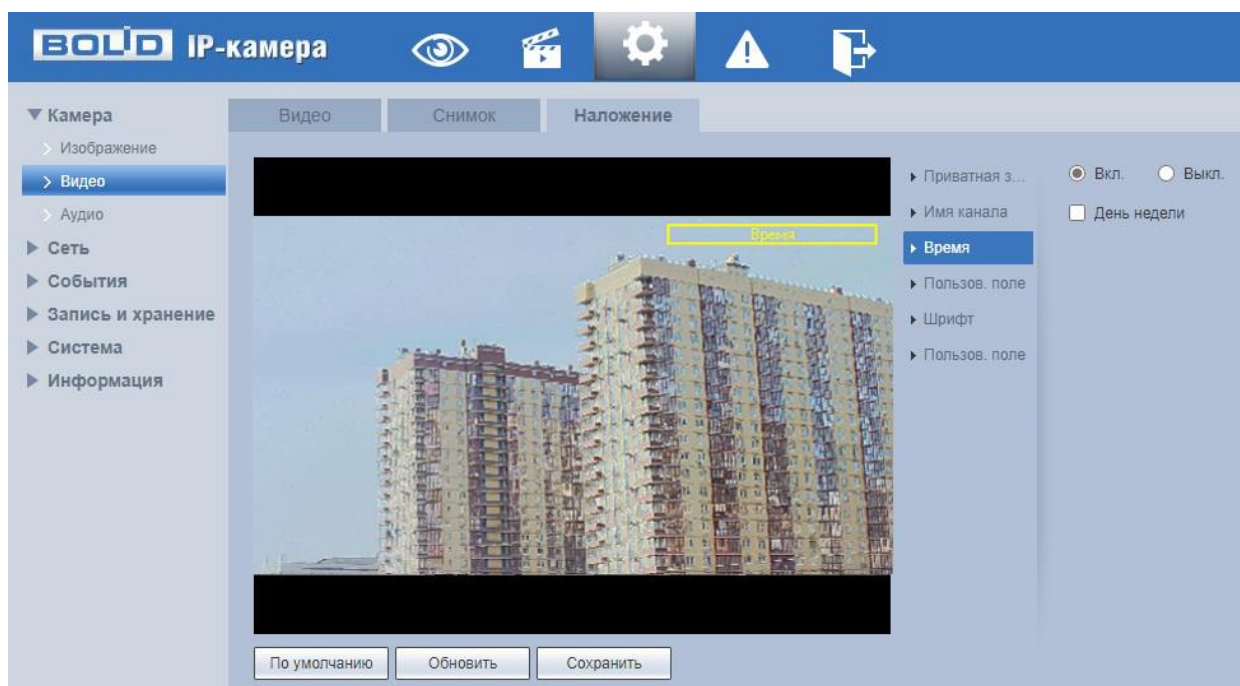 BOLID IP-камера
Камера
Изображение
Видео
Аудио
Сеть
События
Запись и хранение
Система
Информация
Видео Снимок Наложение
Время
Приватная з...
Имя канала
Время
Пользов. поле
Шрифт
Пользов. поле
Вкл. Выкл.
День недели
По умолчанию Обновить Сохранить